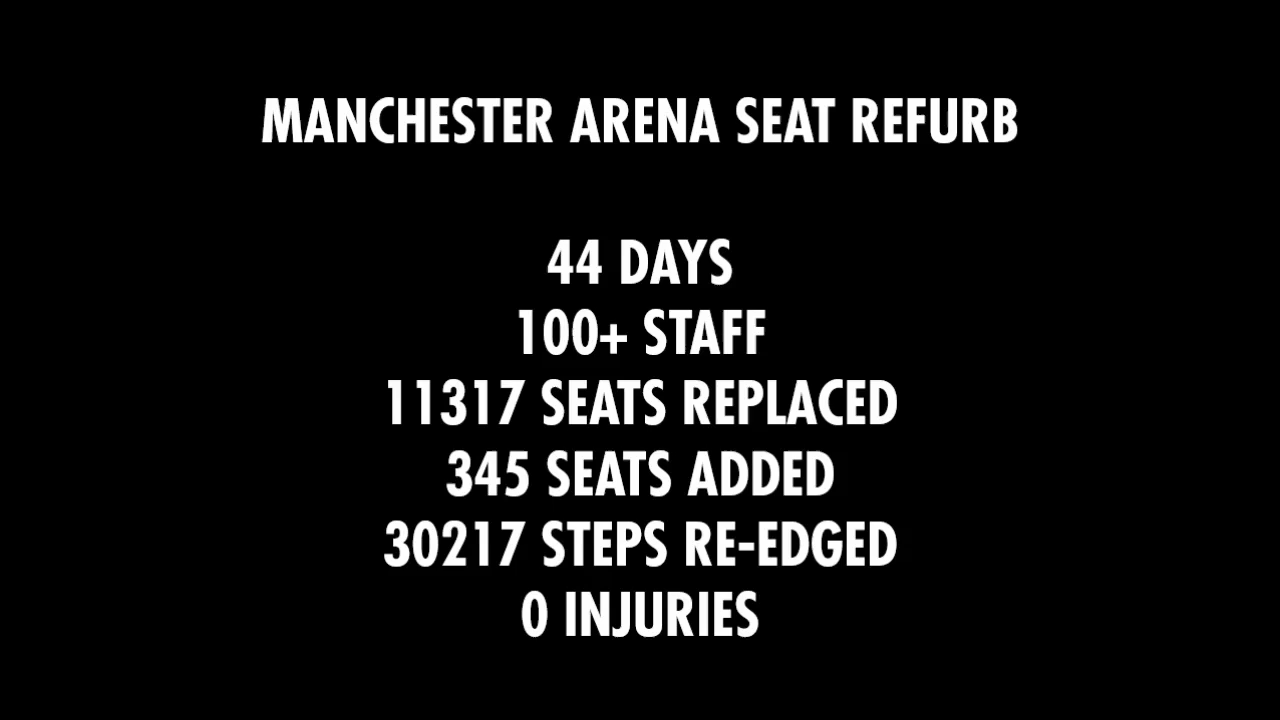 MANCHESTER ARENA SEAT REFURB
44 DAYS
100+ STAFF
11317 SEATS REPLACED
345 SEATS ADDED
30217 STEPS RE-EDGED
0 INJURIES